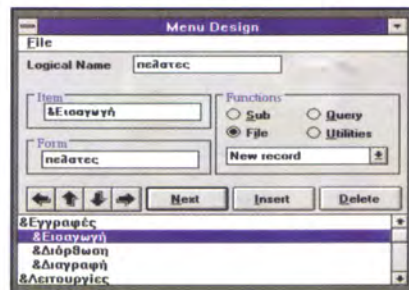 Menu Design
File
Logical Name πελατες
Item
&Εισαγωγή
Form
πελατες
Functions
Sub Query
File Utilities
New record
Next Insert Delete
&Εγγραφές
&Εισαγωγή
&Διόρθωση
&Διαγραφή
&Λειτουργίες